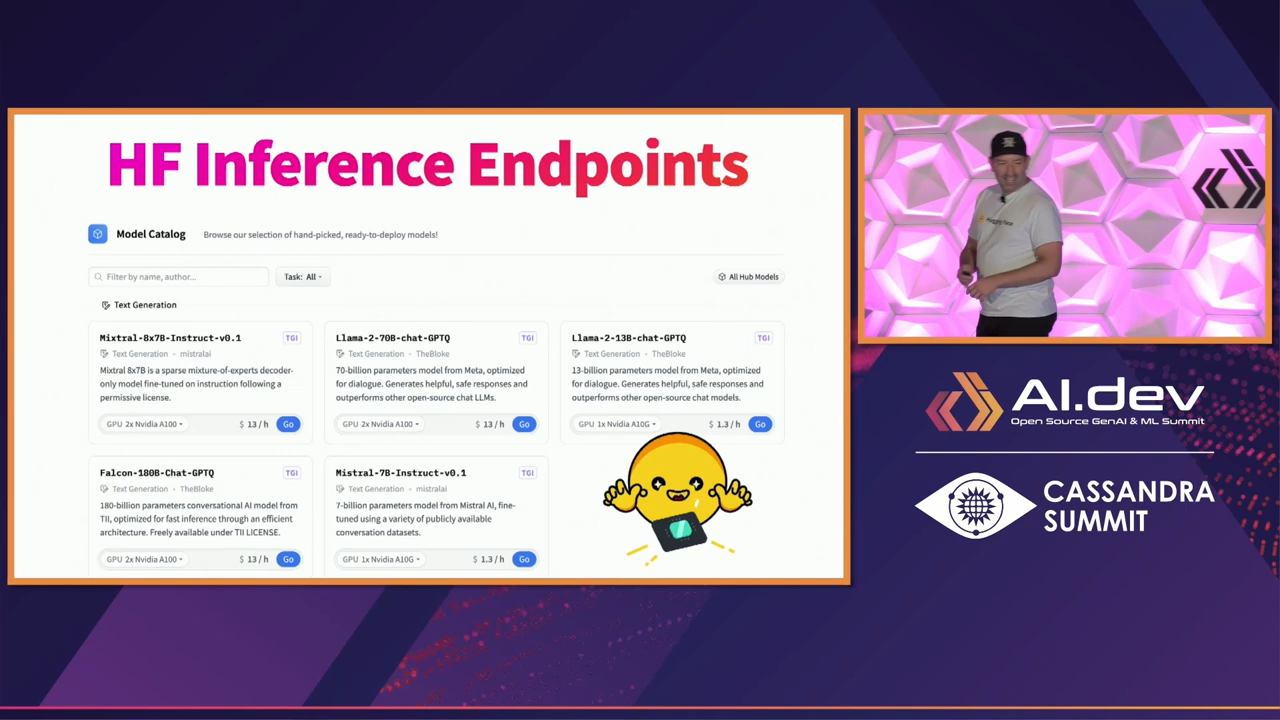 HF Inference Endpoints
Model Catalog Browse our selection of hand-picked, ready-to-deploy models!
Filter by name, author... Task: All All Hub Models
Text Generation
Mixtral-8x7B-Instruct-v0.1 TGI
Text Generation • mistralai
Mixtral 8x7B is a sparse mixture-of-experts decoder-
only model fine-tuned on instruction following a
permissive license.
GPU 2x Nvidia A100 $ 13 / h Go
Llama-2-70B-chat-GPTQ TGI
Text Generation • TheBloke
70-billion parameters model from Meta, optimized
for dialogue. Generates helpful, safe responses and
outperforms other open-source chat LLMs.
GPU 2x Nvidia A100 $ 13 / h Go
Llama-2-13B-chat-GPTQ TGI
Text Generation • TheBloke
13-billion parameters model from Meta, optimized
for dialogue. Generates helpful, safe responses and
outperforms other open-source chat models.
GPU 1x Nvidia A10G $ 1.3 / h Go
Falcon-180B-Chat-GPTQ TGI
Text Generation • TheBloke
180-billion parameters conversational AI model from
TII, optimized for fast inference through an efficient
architecture. Freely available under TII LICENSE.
GPU 2x Nvidia A100 $ 13 / h Go
Mistral-7B-Instruct-v0.1 TGI
Text Generation • mistralai
7-billion parameters model from Mistral AI, fine-
tuned using a variety of publicly available
conversation datasets.
GPU 1x Nvidia A10G $ 1.3 / h Go
AI.dev
Open Source GenAI & ML Summit
CASSANDRA
SUMMIT